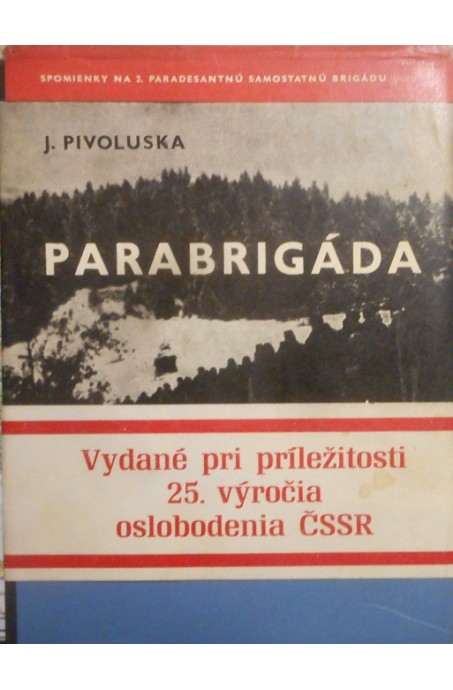 SPOMIENKY NA 2. PARADESANTNÚ SAMOSTATNÚ BRIGÁDU
J. PIVOLUSKA
PARABRIGÁDA
Vydané pri príležitosti
25. výročia
oslobodenia ČSSR